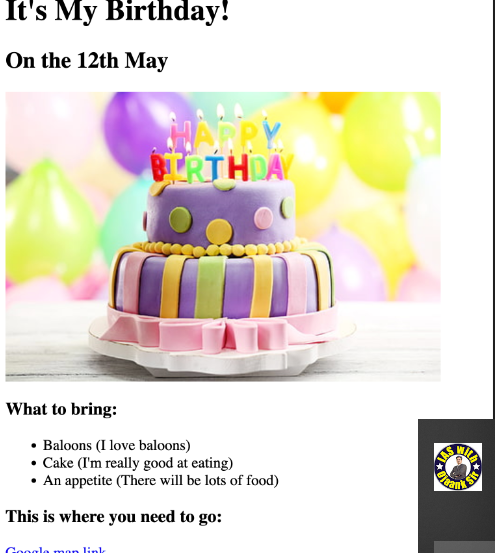 It's My Birthday!
On the 12th May
HAPPY
BIRTHDAY
What to bring:
Baloons (I love baloons)
Cake (I'm really good at eating)
An appetite (There will be lots of food)
This is where you need to go:
Google map link
IAS with
Ojaank Sir